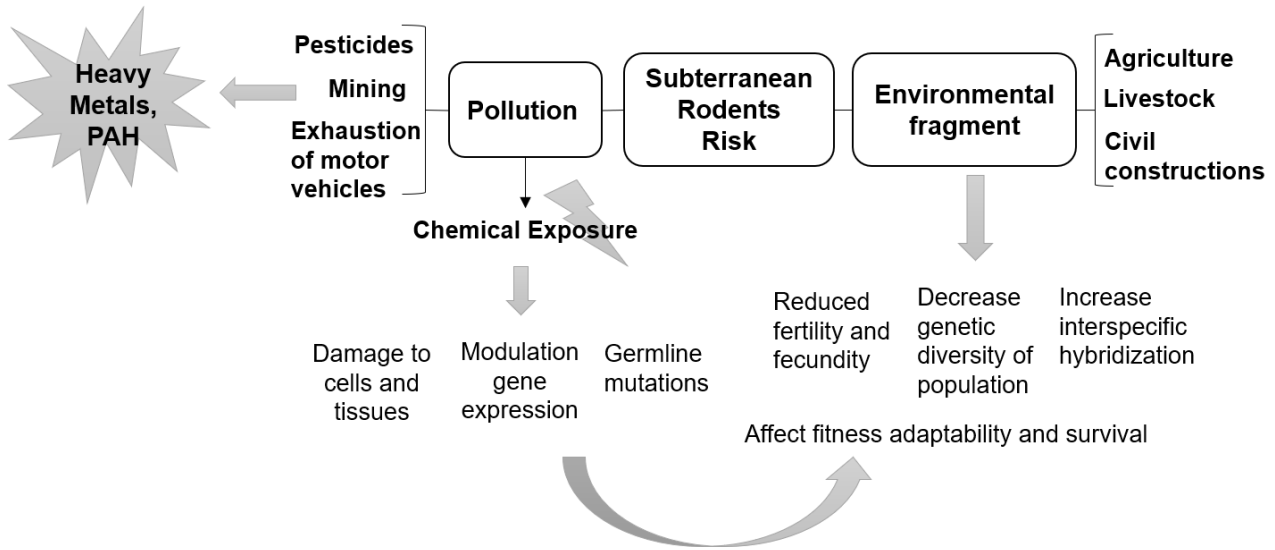 Heavy
Metals,
PAH
Pesticides
Mining
Exhaustion
of motor
vehicles
Pollution
Subterranean
Rodents
Risk
Environmental
fragment
Agriculture
Livestock
Civil
constructions
Chemical Exposure
Damage to
cells and
tissues
Modulation
gene
expression
Germline
mutations
Reduced
fertility and
fecundity
Decrease
genetic
diversity of
population
Increase
interspecific
hybridization
Affect fitness adaptability and survival